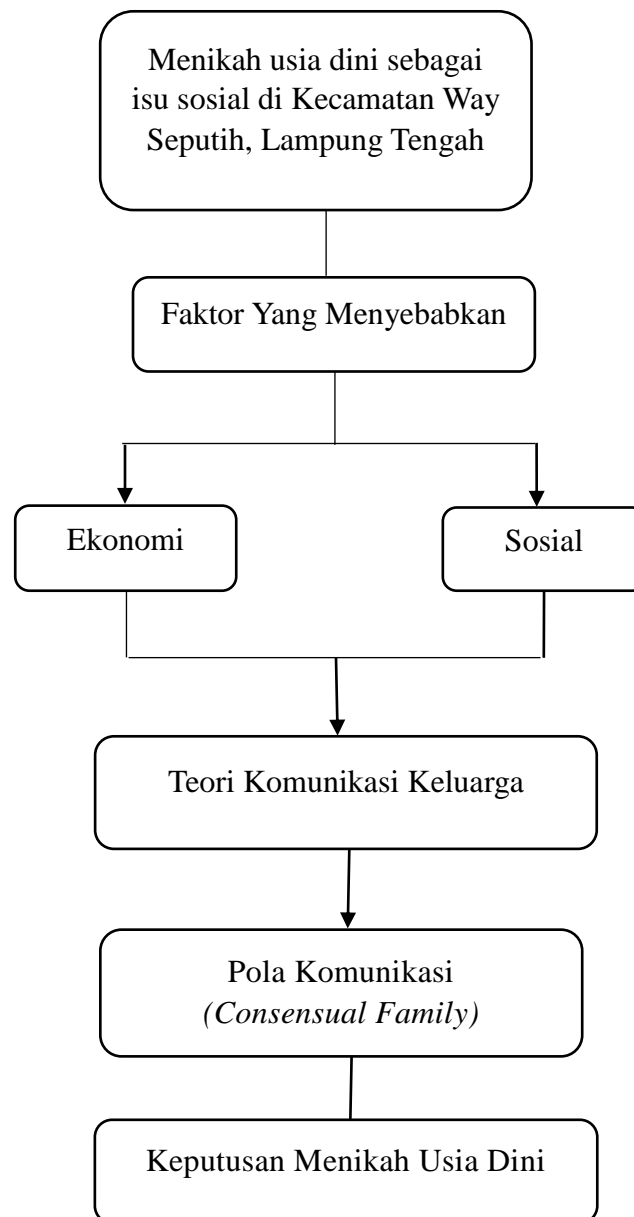 Menikah usia dini sebagai
isu sosial di Kecamatan Way
Seputih, Lampung Tengah
Faktor Yang Menyebabkan
Ekonomi
Sosial
Teori Komunikasi Keluarga
Pola Komunikasi
(Consensual Family)
Keputusan Menikah Usia Dini